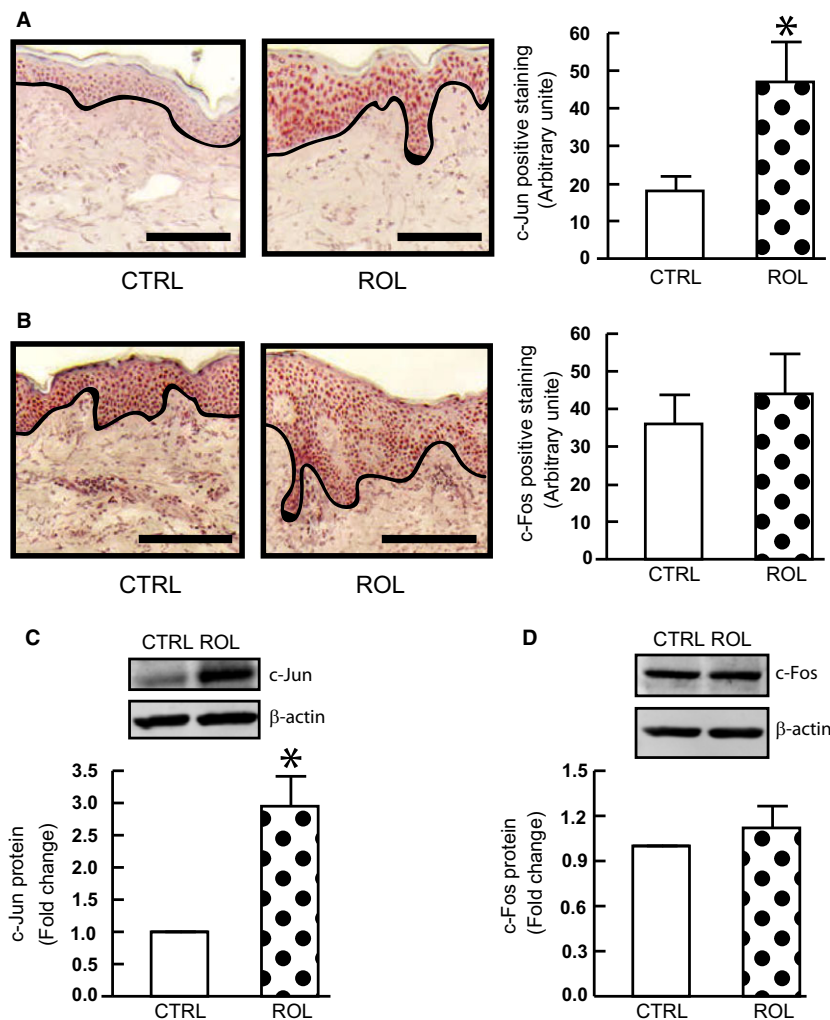 A
CTRL
ROL
c-Jun positive staining
(Arbitrary unite)
60
50
40
30
20
10
0
*
CTRL
ROL
B
CTRL
ROL
c-Fos positive staining
(Arbitrary unite)
60
50
40
30
20
10
0
CTRL
ROL
C
CTRL ROL
c-Jun
β-actin
c-Jun protein
(Fold change)
3.5
3.0
2.5
2.0
1.5
1.0
0.5
0.0
*
CTRL
ROL
D
CTRL ROL
c-Fos
β-actin
c-Fos protein
(Fold change)
1.5
1.2
0.9
0.6
0.3
0.0
CTRL
ROL